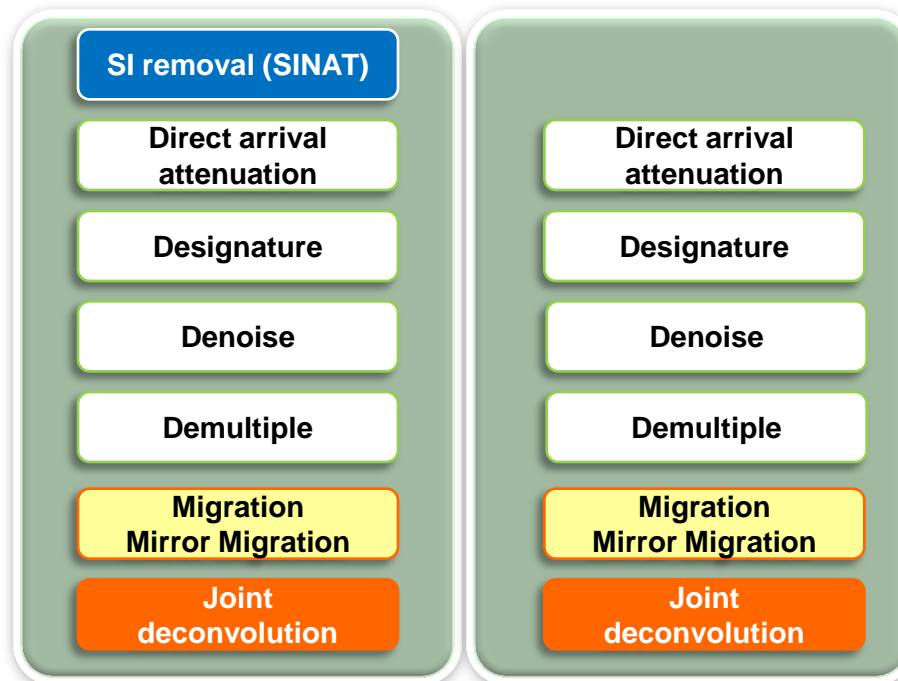 SI removal (SINAT)
Direct arrival
attenuation
Designature
Denoise
Demultiple
Migration
Mirror Migration
Joint
deconvolution
Direct arrival
attenuation
Designature
Denoise
Demultiple
Migration
Mirror Migration
Joint
deconvolution